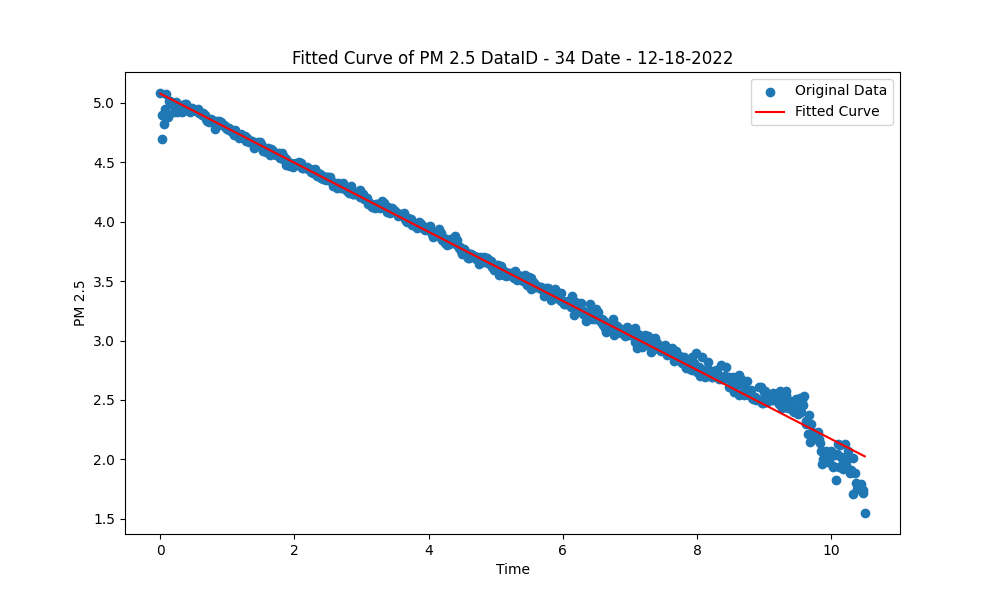 Fitted Curve of PM 2.5 DataID - 34 Date - 12-18-2022
Original Data
Fitted Curve
5.0
4.5
4.0
3.5
3.0
2.5
2.0
1.5
PM 2.5
0 2 4 6 8 10
Time